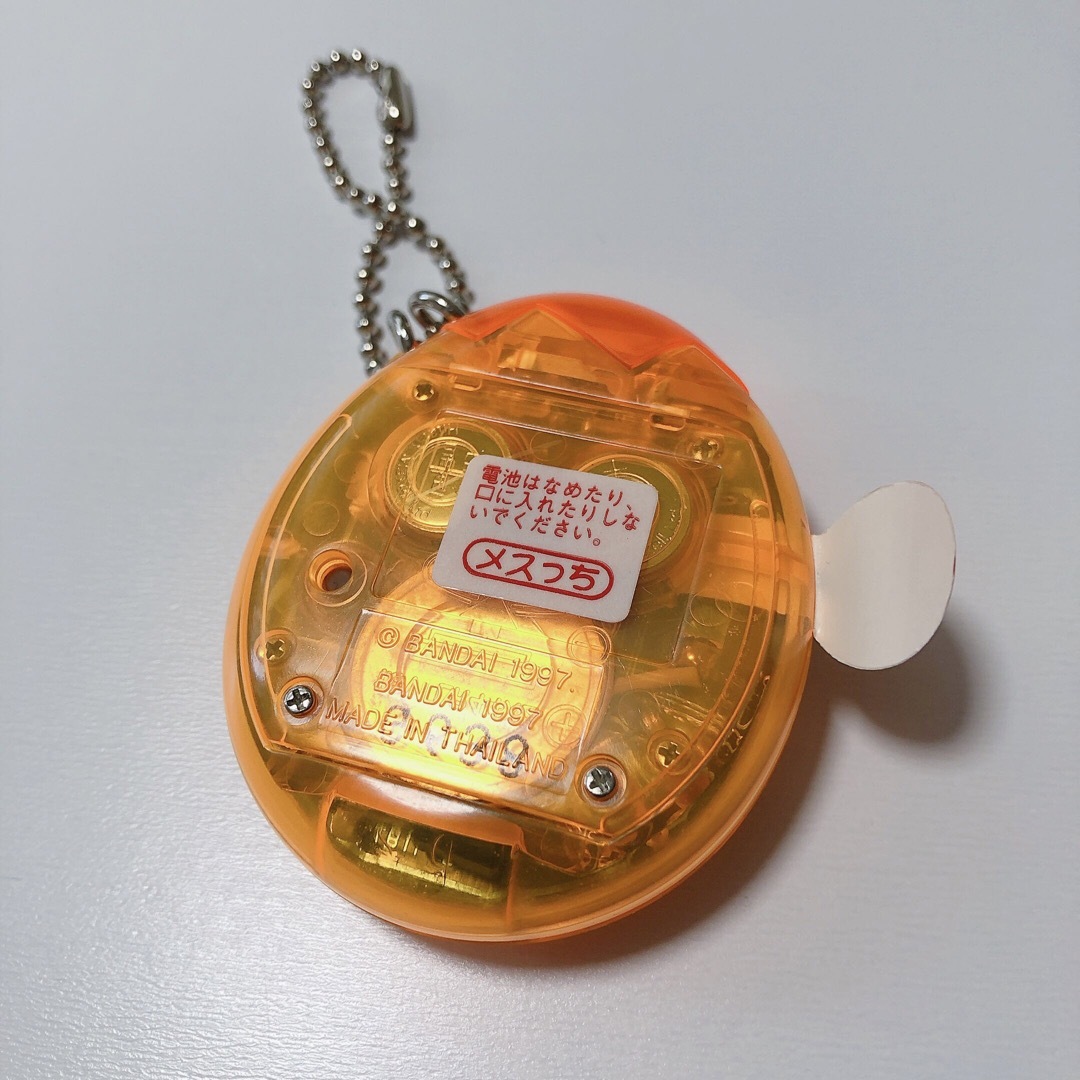 電池はなめたり、
口に入れたりしな
いでください。
メスっち
© BANDAI 1997.
BANDAI 1997
MADE IN THAILAND